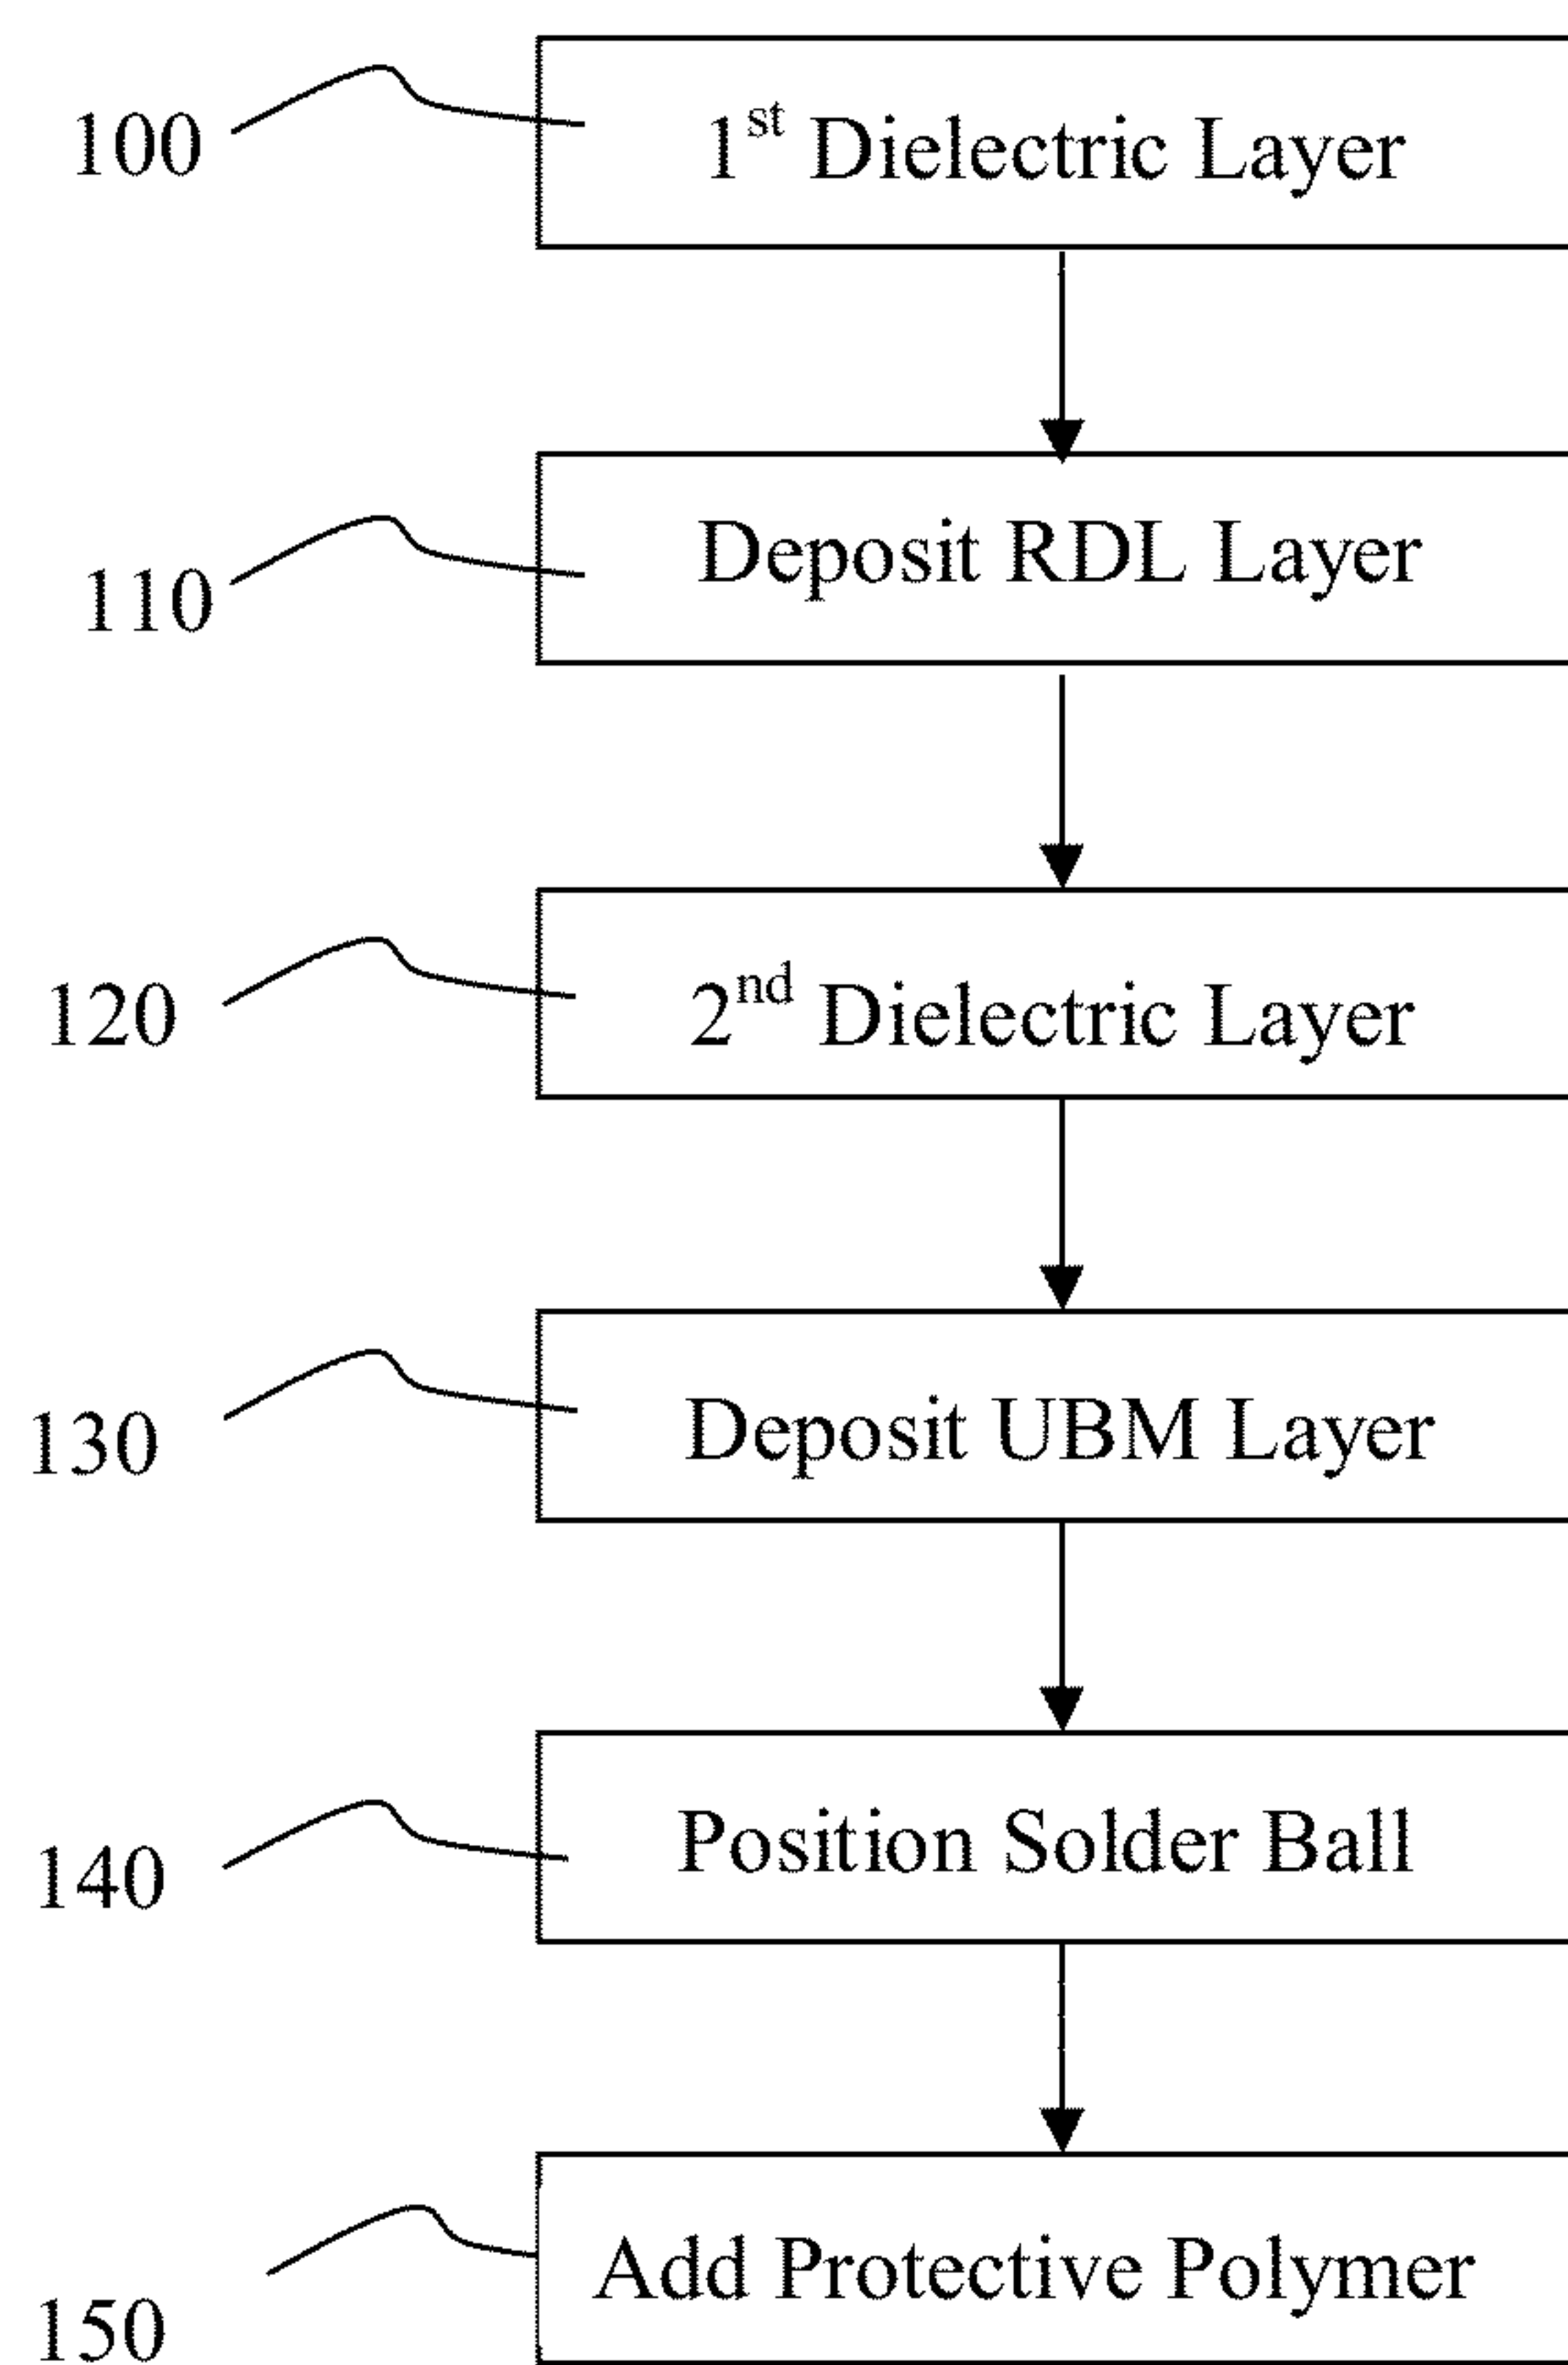 100
1st Dielectric Layer
110
Deposit RDL Layer
120
2nd Dielectric Layer
130
Deposit UBM Layer
140
Position Solder Ball
150
Add Protective Polymer